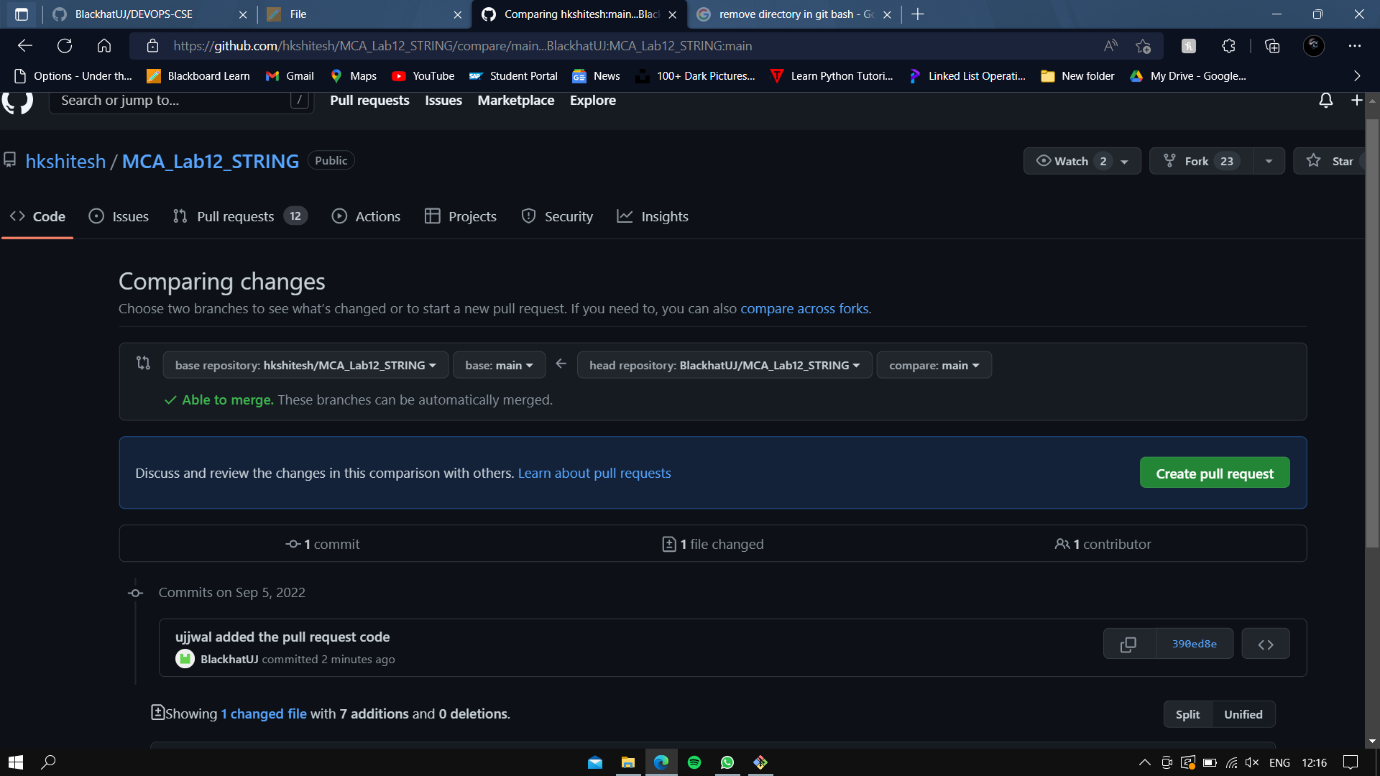 BlackhatUJ/DEVOPS-CSE
File
Comparing hkshitesh:main...Blac
remove directory in git bash - Go
https://github.com/hkshitesh/MCA_Lab12_STRING/compare/main...BlackhatUJ:MCA_Lab12_STRING:main
Options - Under th...
Blackboard Learn
Gmail
Maps
YouTube
Student Portal
News
100+ Dark Pictures...
Learn Python Tutori...
Linked List Operati...
New folder
My Drive - Google...
Search or jump to...
/
Pull requests
Issues
Marketplace
Explore
hkshitesh / MCA_Lab12_STRING Public
Watch 2
Fork 23
Star
Code
Issues
Pull requests 12
Actions
Projects
Security
Insights
Comparing changes
Choose two branches to see what's changed or to start a new pull request. If you need to, you can also compare across forks.
base repository: hkshitesh/MCA_Lab12_STRING
base: main
head repository: BlackhatUJ/MCA_Lab12_STRING
compare: main
Able to merge. These branches can be automatically merged.
Discuss and review the changes in this comparison with others. Learn about pull requests
Create pull request
1 commit
1 file changed
1 contributor
Commits on Sep 5, 2022
ujjwal added the pull request code
390ed8e
BlackhatUJ committed 2 minutes ago
Showing 1 changed file with 7 additions and 0 deletions.
Split
Unified
ENG
12:16